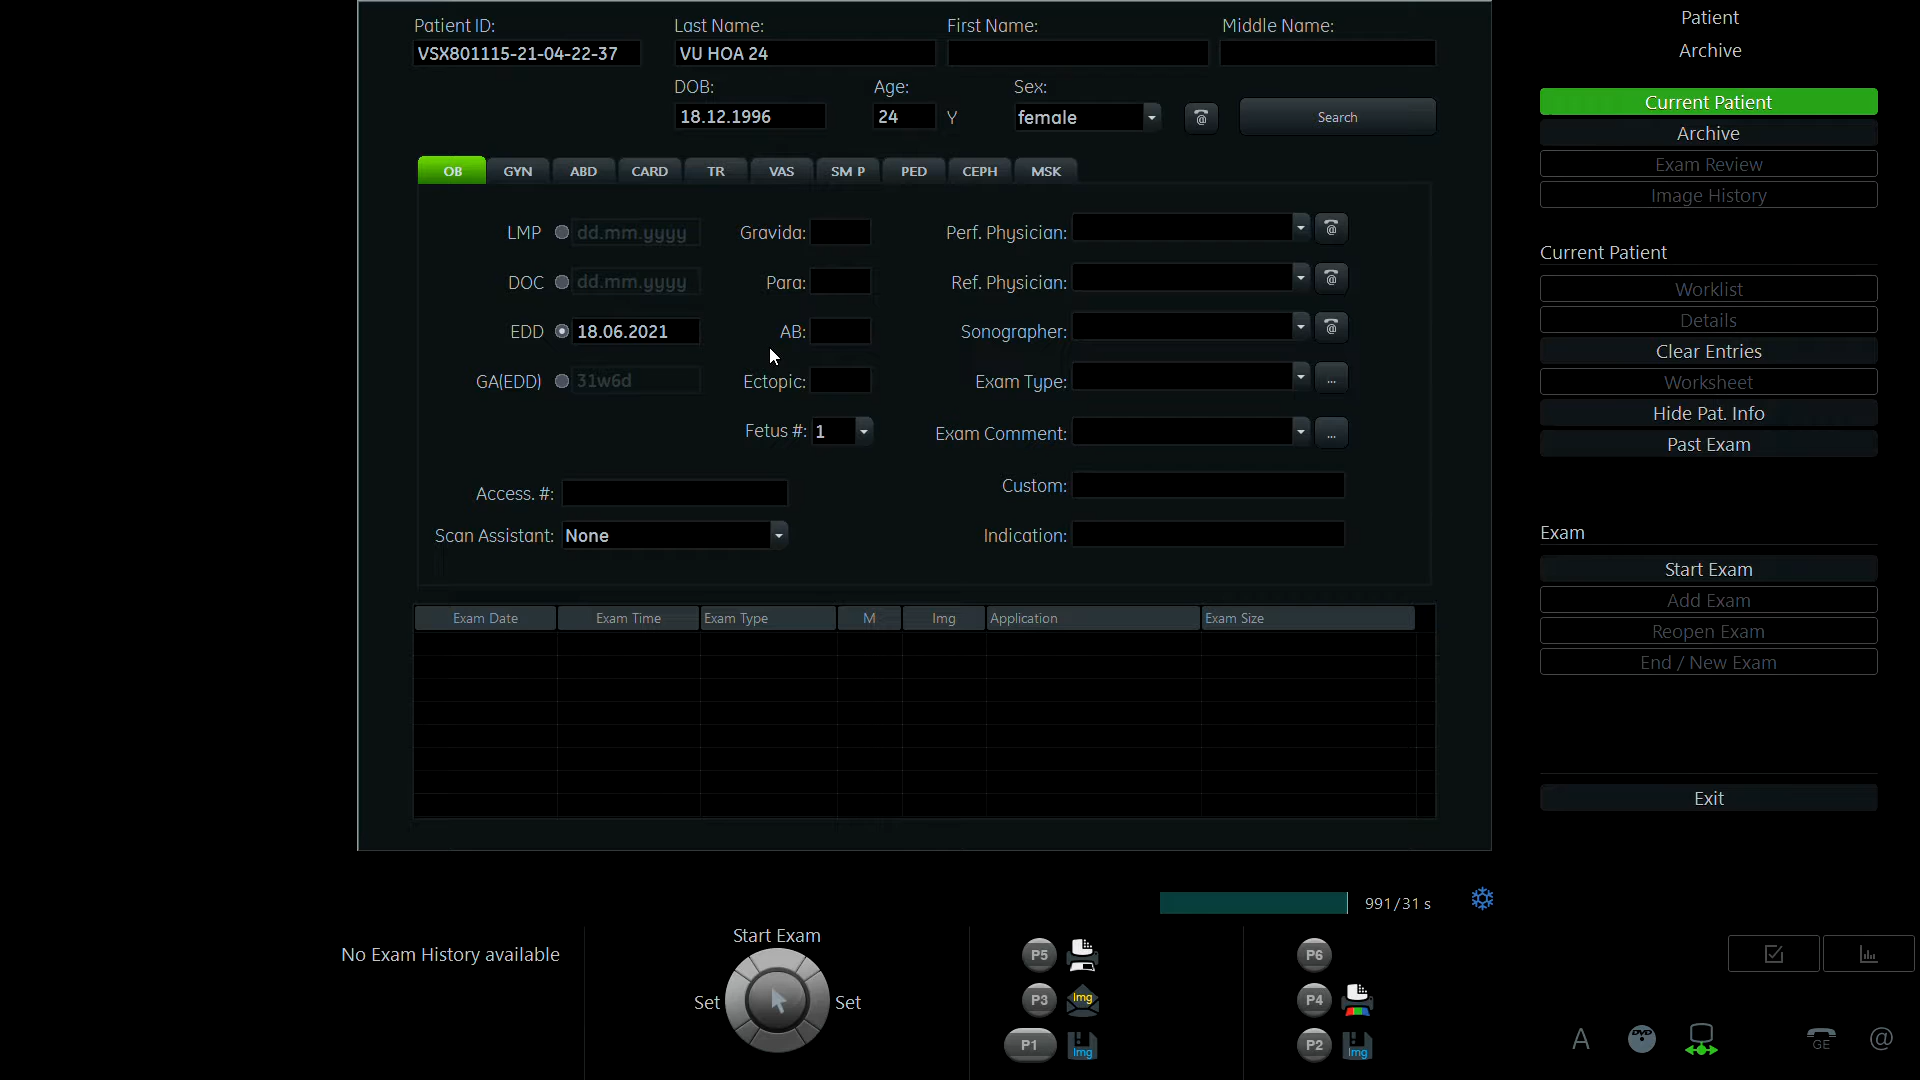 Patient ID: Last Name: First Name: Middle Name:
VSX801115-21-04-22-37 VU HOA 24
DOB: Age: Sex:
18.12.1996 24 Y female @ Search
OB GYN ABD CARD TR VAS SM P PED CEPH MSK
LMP dd.mm.yyyy Gravida: Perf. Physician: @
DOC dd.mm.yyyy Para: Ref. Physician: @
EDD 18.06.2021 AB: Sonographer: @
GA(EDD) 31w6d Ectopic: Exam Type: ...
Fetus #: 1 Exam Comment: ...
Access. #: Custom:
Scan Assistant: None Indication:
Exam Date Exam Time Exam Type M Img Application Exam Size
Patient
Archive
Current Patient
Archive
Exam Review
Image History
Current Patient
Worklist
Details
Clear Entries
Worksheet
Hide Pat. Info
Past Exam
Exam
Start Exam
Add Exam
Reopen Exam
End / New Exam
Exit
991/31 s
No Exam History available
Start Exam
Set Set
P5 P6
P3 Img P4
P1 Img P2 Img
A DVD GE @